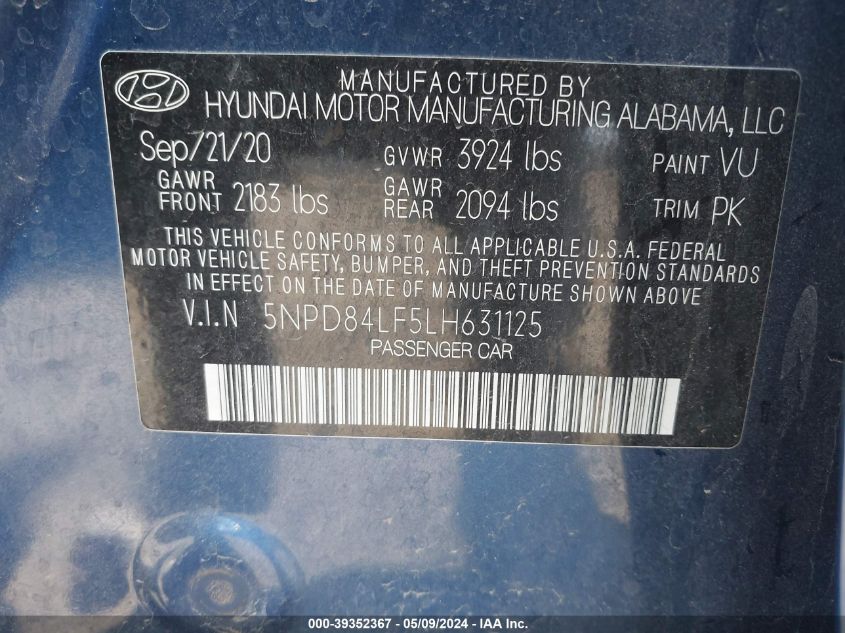 MANUFACTURED BY
HYUNDAI MOTOR MANUFACTURING ALABAMA, LLC
Sep/21/20 GVWR 3924 lbs PAINT VU
GAWR FRONT 2183 lbs GAWR REAR 2094 lbs TRIM PK
THIS VEHICLE CONFORMS TO ALL APPLICABLE U.S.A. FEDERAL
MOTOR VEHICLE SAFETY, BUMPER, AND THEFT PREVENTION STANDARDS
IN EFFECT ON THE DATE OF MANUFACTURE SHOWN ABOVE
V.I.N 5NPD84LF5LH631125
PASSENGER CAR
000-39352367 - 05/09/2024 - IAAI.COM